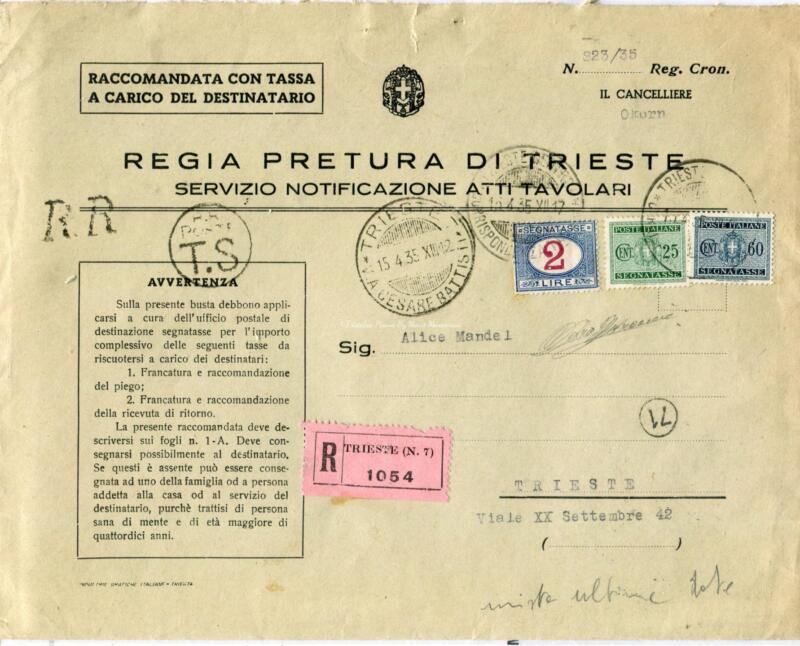 RACCOMANDATA CON TASSA
A CARICO DEL DESTINATARIO
323/35
N. Reg. Cron.
IL CANCELLIERE
Okorn
REGIA PRETURA DI TRIESTE
SERVIZIO NOTIFICAZIONE ATTI TAVOLARI
RR
T.S
TRIESTE
15.4.35 XIII 12
VIA CESARE BATTISTI
SEGNATASSE
2
LIRE
POSTE ITALIANE
CENT. 25
SEGNATASSE
POSTE ITALIANE
CENT. 60
SEGNATASSE
AVVERTENZA
Sulla presente busta debbono appli-
carsi a cura dell'ufficio postale di
destinazione segnatasse per l'importo
complessivo delle seguenti tasse da
riscuotersi a carico dei destinatari:
1. Francatura e raccomandazione
del piego;
2. Francatura e raccomandazione
della ricevuta di ritorno.
La presente raccomandata deve de-
scriversi sui fogli n. 1-A. Deve con-
segnarsi possibilmente al destinatario.
Se questi è assente può essere conse-
gnata ad uno della famiglia od a persona
addetta alla casa od al servizio del
destinatario, purchè trattisi di persona
sana di mente e di età maggiore di
quattordici anni.
Sig. Alice Mandel
71
R TRIESTE (N. 7)
1054
TRIESTE
Viale XX Settembre 42
( )
GRAFICHE ITALIANE - TRIESTE